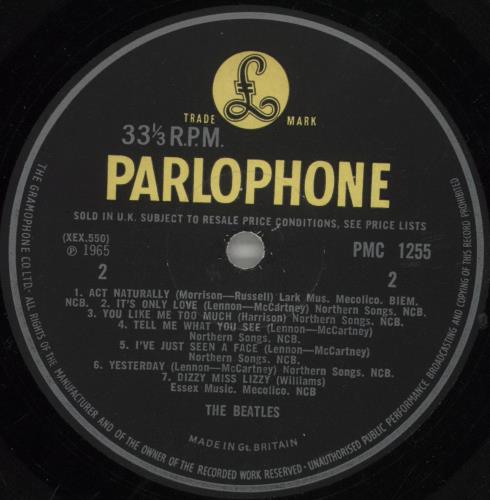 £
TRADE MARK
33⅓ R.P.M.
PARLOPHONE
SOLD IN U.K. SUBJECT TO RESALE PRICE CONDITIONS, SEE PRICE LISTS
(XEX.550)
℗ 1965
PMC 1255
2
2
1. ACT NATURALLY (Morrison—Russell) Lark Mus. Mecolico. BIEM.
NCB. 2. IT'S ONLY LOVE (Lennon—McCartney) Northern Songs. NCB.
3. YOU LIKE ME TOO MUCH (Harrison) Northern Songs. NCB.
4. TELL ME WHAT YOU SEE (Lennon—McCartney)
Northern Songs. NCB.
5. I'VE JUST SEEN A FACE (Lennon—McCartney)
Northern Songs. NCB.
6. YESTERDAY (Lennon—McCartney) Northern Songs. NCB.
7. DIZZY MISS LIZZY (Williams)
Essex Music. Mecolico. NCB
THE BEATLES
MADE IN Gt. BRITAIN
THE GRAMOPHONE CO. LTD. · ALL RIGHTS OF THE MANUFACTURER AND OF THE OWNER OF THE RECORDED WORK RESERVED · UNAUTHORISED PUBLIC PERFORMANCE BROADCASTING AND COPYING OF THIS RECORD PROHIBITED